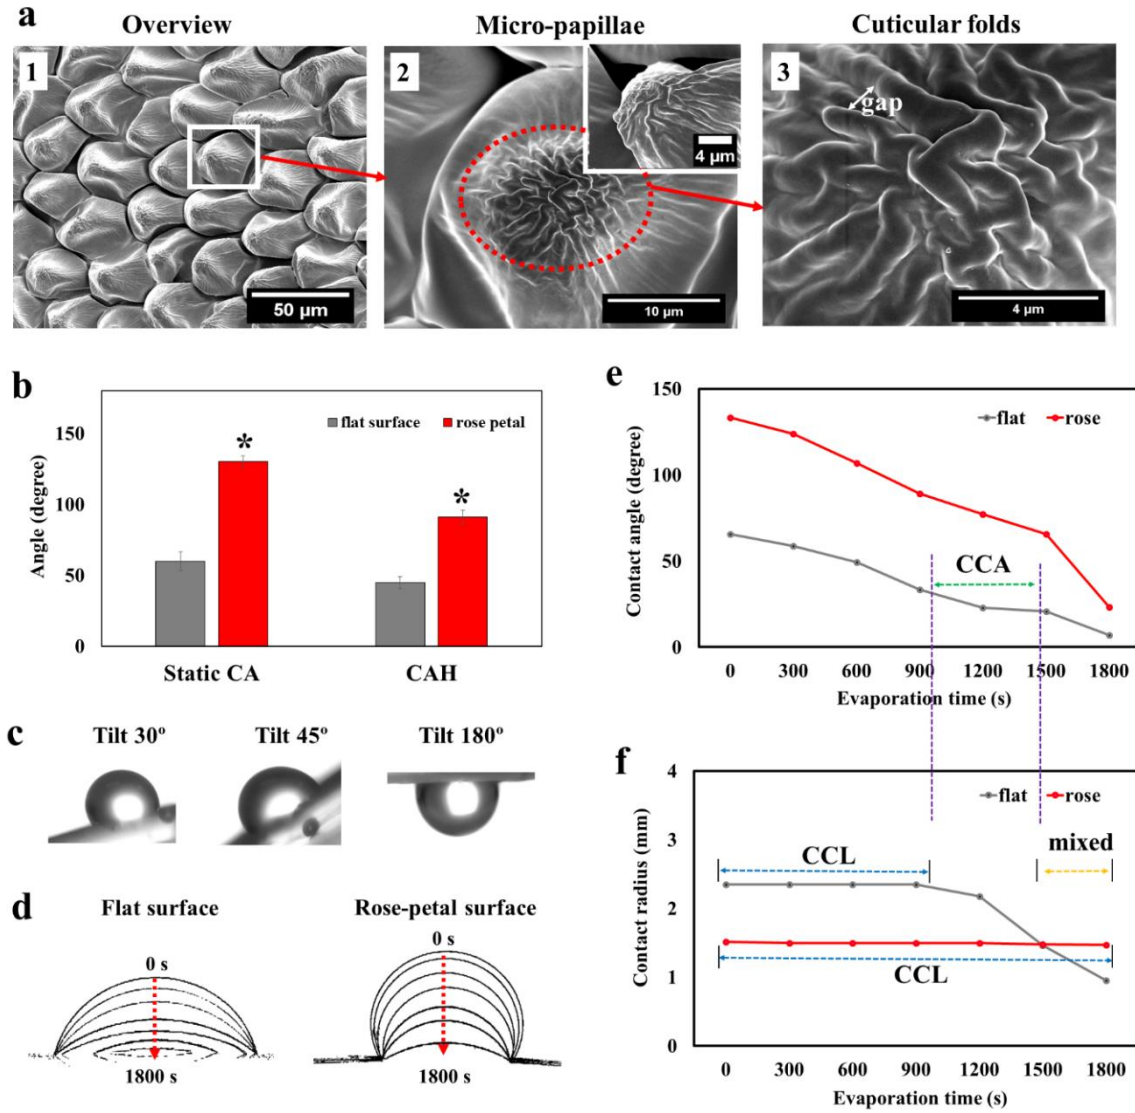 a
Overview
Micro-papillae
Cuticular folds
1
2
3
gap
4 μm
50 μm
10 μm
4 μm
b
flat surface
rose petal
*
*
Angle (degree)
150
100
50
0
Static CA
CAH
c
Tilt 30º
Tilt 45º
Tilt 180º
d
Flat surface
Rose-petal surface
0 s
0 s
1800 s
1800 s
e
flat
rose
Contact angle (degree)
150
100
50
0
CCA
0 300 600 900 1200 1500 1800
Evaporation time (s)
f
flat
rose
Contact radius (mm)
4
3
2
1
0
CCL
mixed
CCL
0 300 600 900 1200 1500 1800
Evaporation time (s)